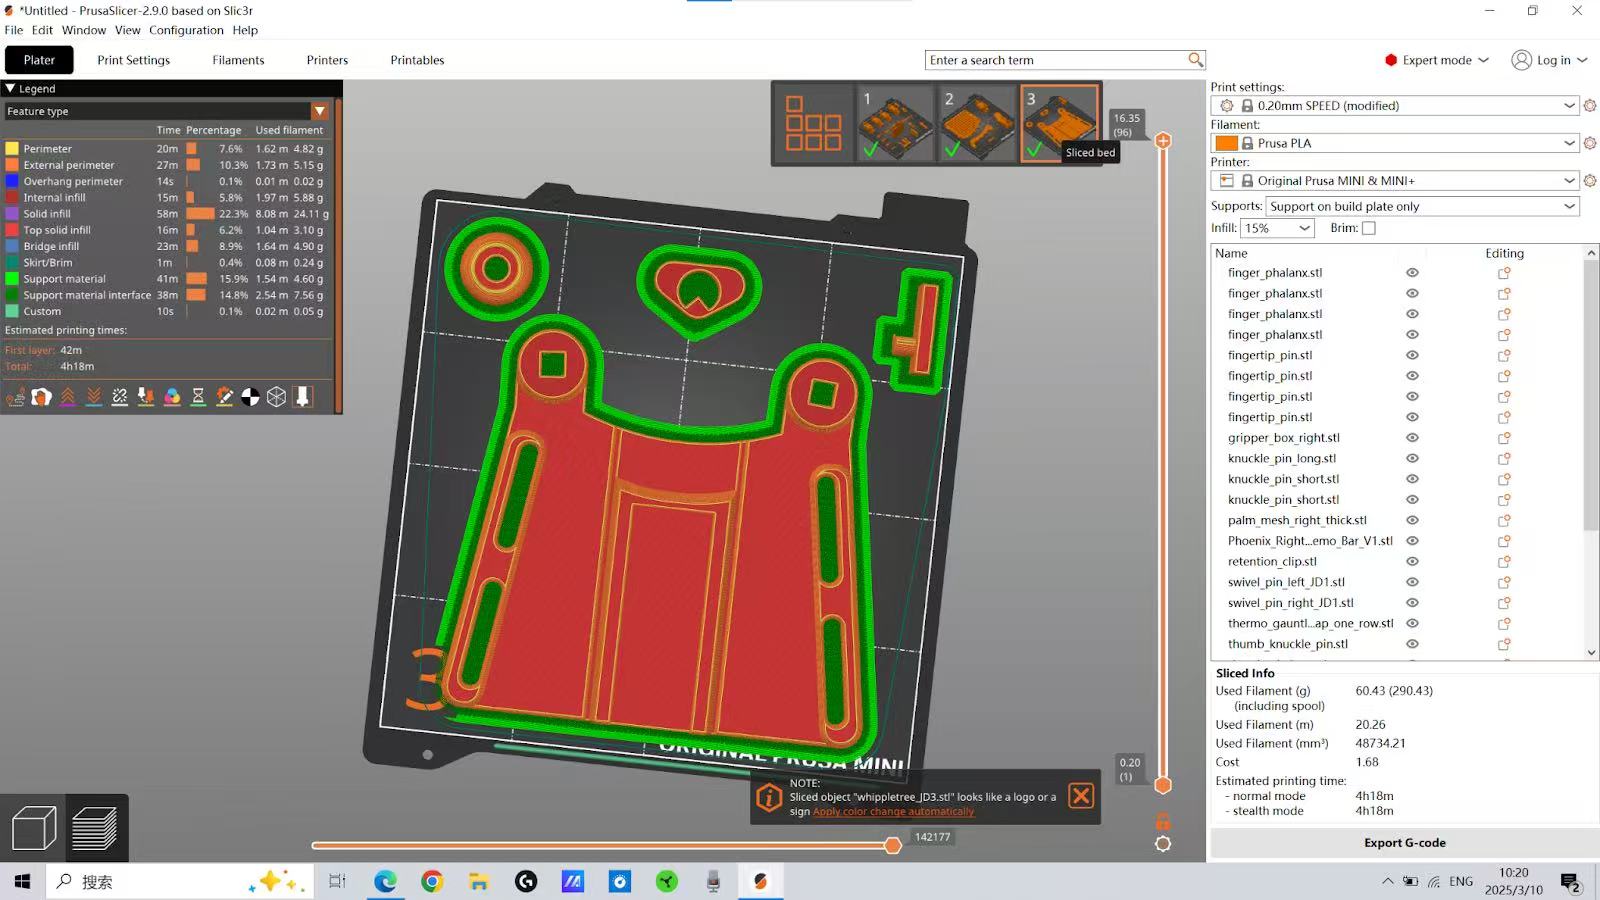 *Untitled - PrusaSlicer-2.9.0 based on Slic3r
File Edit Window View Configuration Help
Plater Print Settings Filaments Printers Printables
Enter a search term
Expert mode
Log in
Legend
Feature type
Time Percentage Used filament
Perimeter 20m 7.6% 1.62 m 4.82 g
External perimeter 27m 10.3% 1.73 m 5.15 g
Overhang perimeter 14s 0.1% 0.01 m 0.02 g
Internal infill 15m 5.8% 1.97 m 5.88 g
Solid infill 58m 22.3% 8.08 m 24.11 g
Top solid infill 16m 6.2% 1.04 m 3.10 g
Bridge infill 23m 8.9% 1.64 m 4.90 g
Skirt/Brim 1m 0.4% 0.08 m 0.24 g
Support material 41m 15.9% 1.54 m 4.60 g
Support material interface 38m 14.8% 2.54 m 7.56 g
Custom 10s 0.1% 0.02 m 0.05 g
Estimated printing times:
First layer: 42m
Total: 4h18m
1 2 3
Sliced bed
16.35
(96)
3
ORIGINAL PRUSA MINI
0.20
(1)
NOTE:
Sliced object "whippletree_JD3.stl" looks like a logo or a
sign Apply color change automatically
142177
Print settings:
0.20mm SPEED (modified)
Filament:
Prusa PLA
Printer:
Original Prusa MINI & MINI+
Supports: Support on build plate only
Infill: 15% Brim:
Name Editing
finger_phalanx.stl
finger_phalanx.stl
finger_phalanx.stl
finger_phalanx.stl
fingertip_pin.stl
fingertip_pin.stl
fingertip_pin.stl
fingertip_pin.stl
gripper_box_right.stl
knuckle_pin_long.stl
knuckle_pin_short.stl
knuckle_pin_short.stl
palm_mesh_right_thick.stl
Phoenix_Right...emo_Bar_V1.stl
retention_clip.stl
swivel_pin_left_JD1.stl
swivel_pin_right_JD1.stl
thermo_gauntl...ap_one_row.stl
thumb_knuckle_pin.stl
Sliced Info
Used Filament (g) 60.43 (290.43)
(including spool)
Used Filament (m) 20.26
Used Filament (mm³) 48734.21
Cost 1.68
Estimated printing time:
- normal mode 4h18m
- stealth mode 4h18m
Export G-code
搜索
ENG
10:20
2025/3/10
2